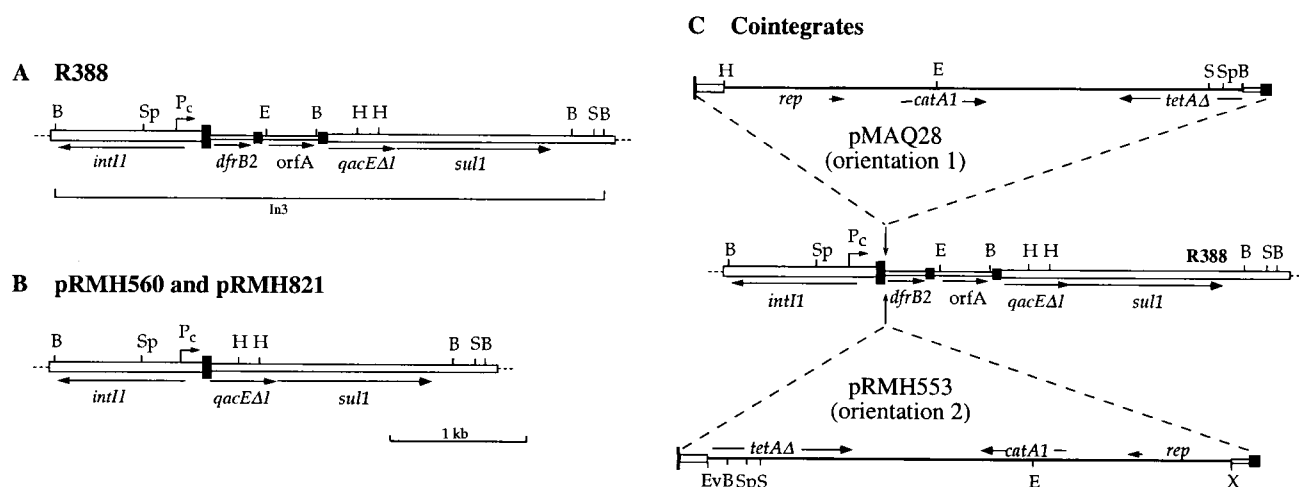 A R388
B Sp Pc E B H H B SB
intI1 dfrB2 orfA qacEΔ1 sul1
In3
B pRMH560 and pRMH821
B Sp Pc H H B SB
intI1 qacEΔ1 sul1
1 kb
C Cointegrates
H E S SpB
rep catA1 tetAΔ
pMAQ28
(orientation 1)
B Sp Pc E B H H R388 B SB
intI1 dfrB2 orfA qacEΔ1 sul1
pRMH553
(orientation 2)
tetAΔ catA1 rep
EvB SpS E X